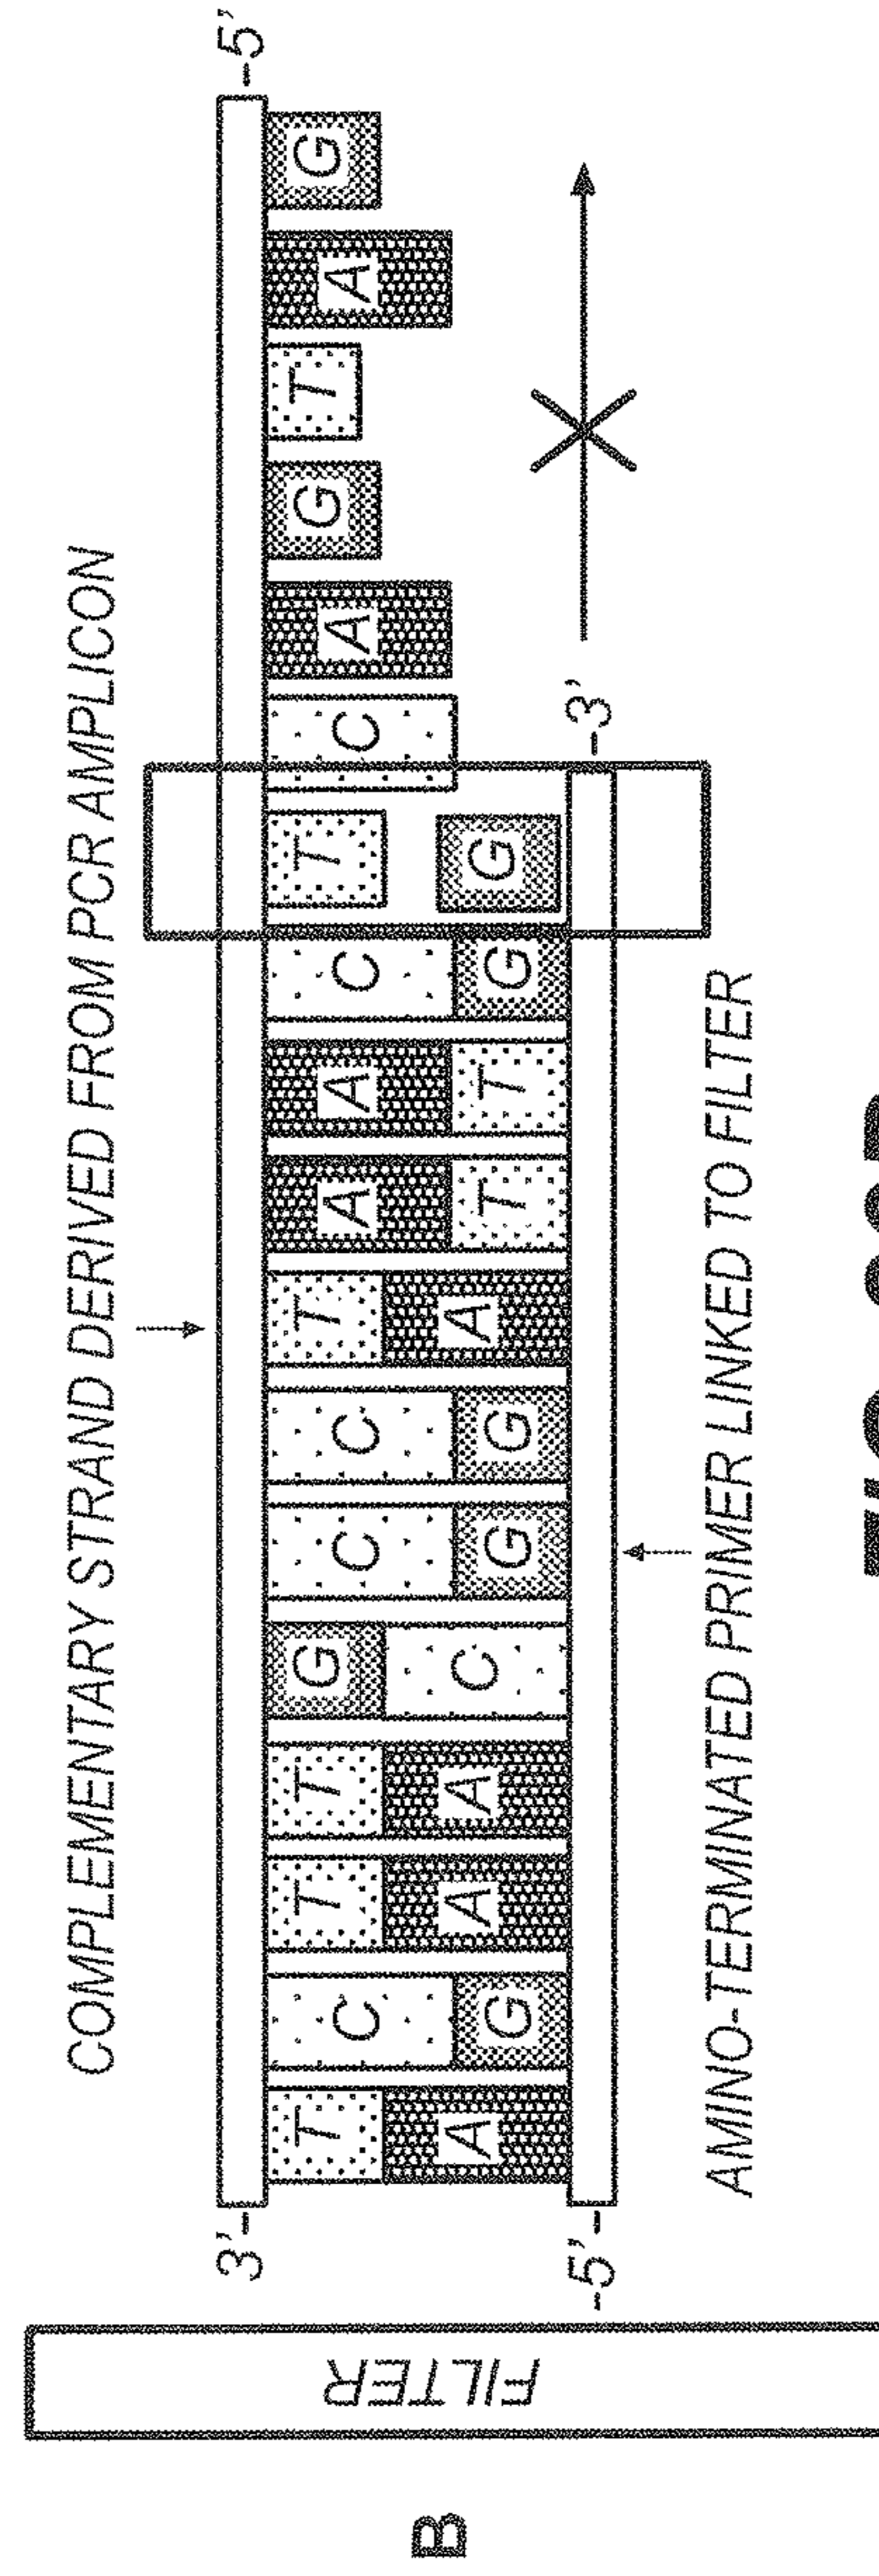 COMPLEMENTARY STRAND DERIVED FROM PCR AMPLICON
3'- -5'
T C T T G C C T A A C T C A G T A G
A G A A C G G A T T G G
-5'- -3'
AMINO-TERMINATED PRIMER LINKED TO FILTER
FILTER
B